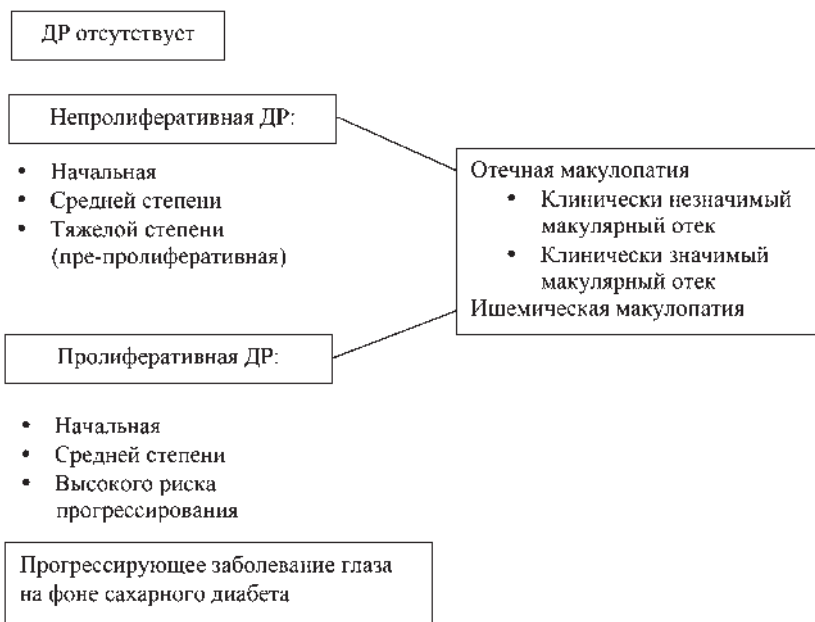 ДР отсутствует
Непролиферативная ДР:
• Начальная
• Средней степени
• Тяжелой степени
(пре-пролиферативная)
Отечная макулопатия
• Клинически незначимый
макулярный отек
• Клинически значимый
макулярный отек
Ишемическая макулопатия
Пролиферативная ДР:
• Начальная
• Средней степени
• Высокого риска
прогрессирования
Прогрессирующее заболевание глаза
на фоне сахарного диабета